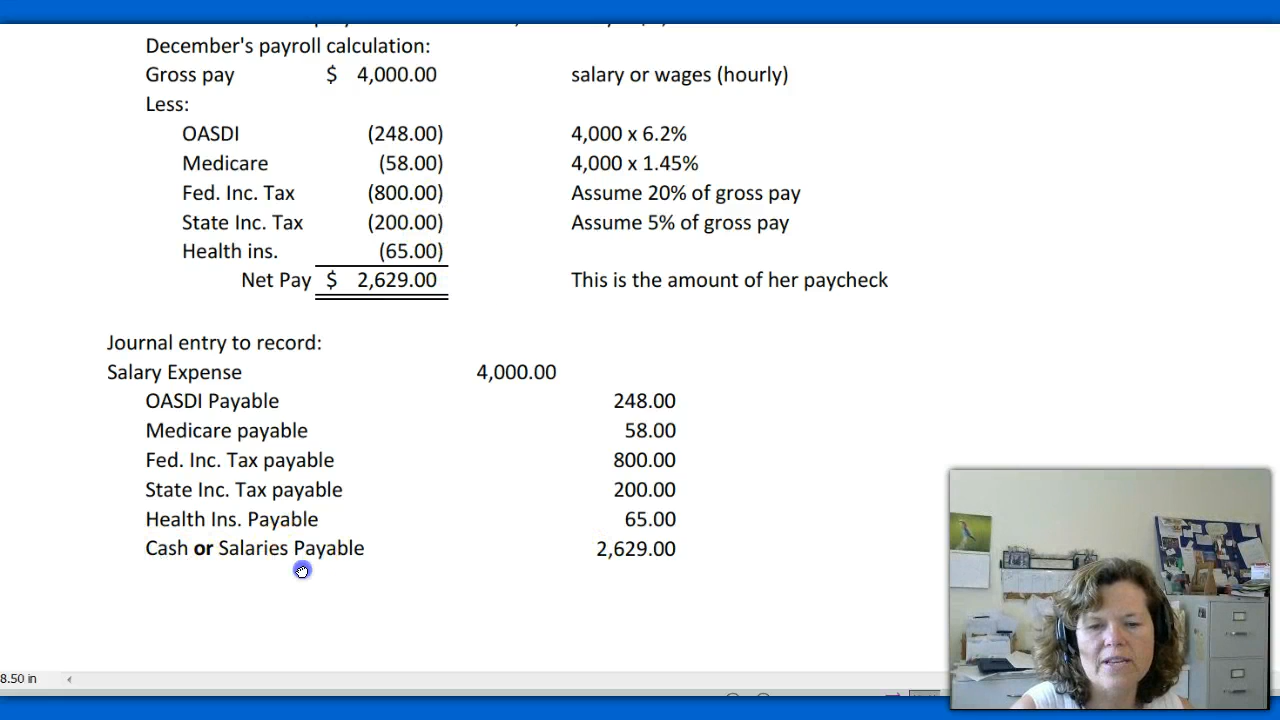 December's payroll calculation:
Gross pay $ 4,000.00 salary or wages (hourly)
Less:
OASDI (248.00) 4,000 x 6.2%
Medicare (58.00) 4,000 x 1.45%
Fed. Inc. Tax (800.00) Assume 20% of gross pay
State Inc. Tax (200.00) Assume 5% of gross pay
Health ins. (65.00)
Net Pay $ 2,629.00 This is the amount of her paycheck
Journal entry to record:
Salary Expense 4,000.00
OASDI Payable 248.00
Medicare payable 58.00
Fed. Inc. Tax payable 800.00
State Inc. Tax payable 200.00
Health Ins. Payable 65.00
Cash or Salaries Payable 2,629.00
8.50 in